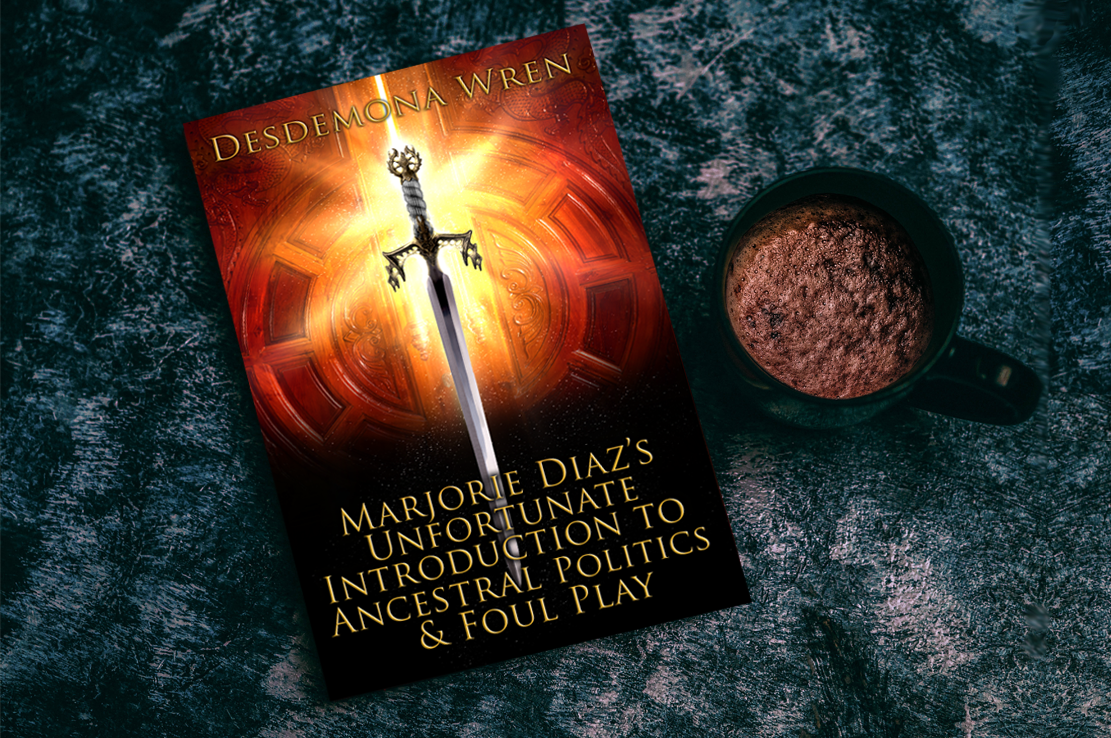 Desdemona Wren
Marjorie Diaz's
Unfortunate
Introduction to
Ancestral Politics
& Foul Play